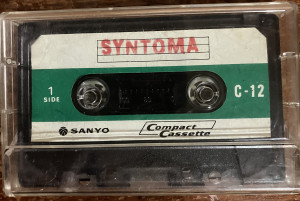 SYNTOMA
1
SIDE
C-12
SANYO
Compact
Cassette